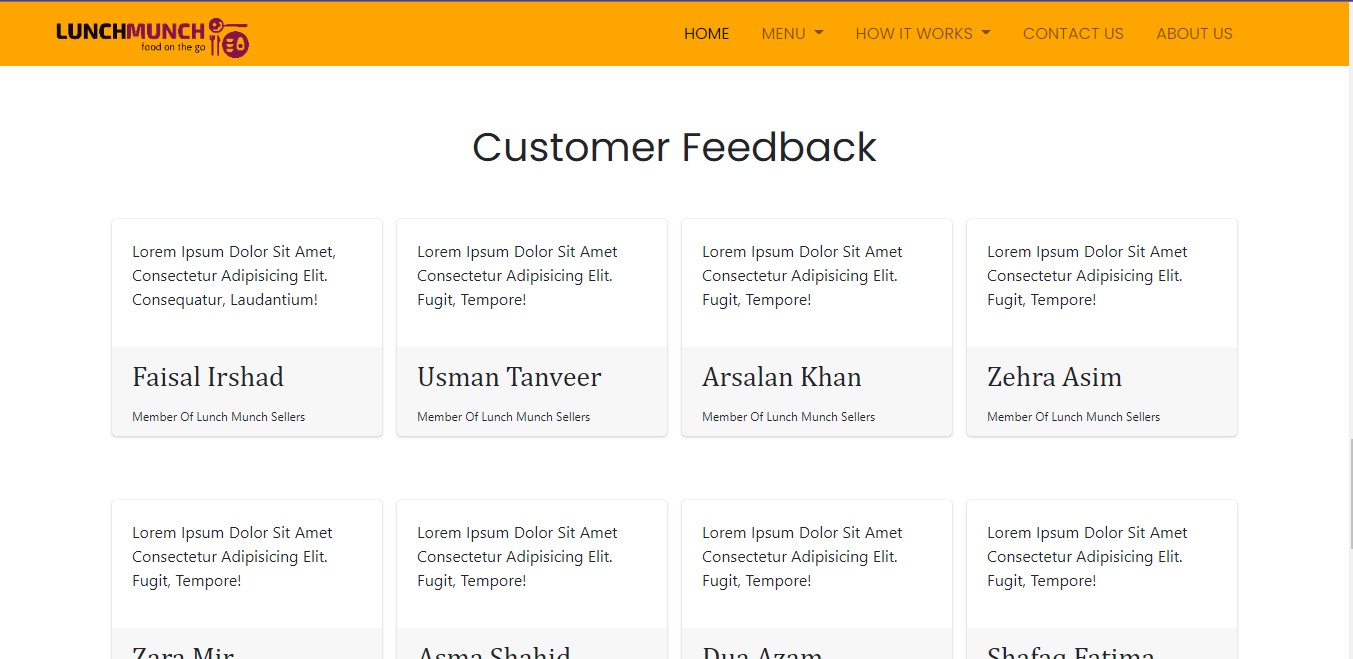 LUNCHMUNCH
food on the go
HOME MENU HOW IT WORKS CONTACT US ABOUT US
Customer Feedback
Lorem Ipsum Dolor Sit Amet,
Consectetur Adipisicing Elit.
Consequatur, Laudantium!
Faisal Irshad
Member Of Lunch Munch Sellers
Lorem Ipsum Dolor Sit Amet
Consectetur Adipisicing Elit.
Fugit, Tempore!
Usman Tanveer
Member Of Lunch Munch Sellers
Lorem Ipsum Dolor Sit Amet
Consectetur Adipisicing Elit.
Fugit, Tempore!
Arsalan Khan
Member Of Lunch Munch Sellers
Lorem Ipsum Dolor Sit Amet
Consectetur Adipisicing Elit.
Fugit, Tempore!
Zehra Asim
Member Of Lunch Munch Sellers
Lorem Ipsum Dolor Sit Amet
Consectetur Adipisicing Elit.
Fugit, Tempore!
Zara Mir
Lorem Ipsum Dolor Sit Amet
Consectetur Adipisicing Elit.
Fugit, Tempore!
Asma Shahid
Lorem Ipsum Dolor Sit Amet
Consectetur Adipisicing Elit.
Fugit, Tempore!
Dua Azam
Lorem Ipsum Dolor Sit Amet
Consectetur Adipisicing Elit.
Fugit, Tempore!
Shafaq Fatima